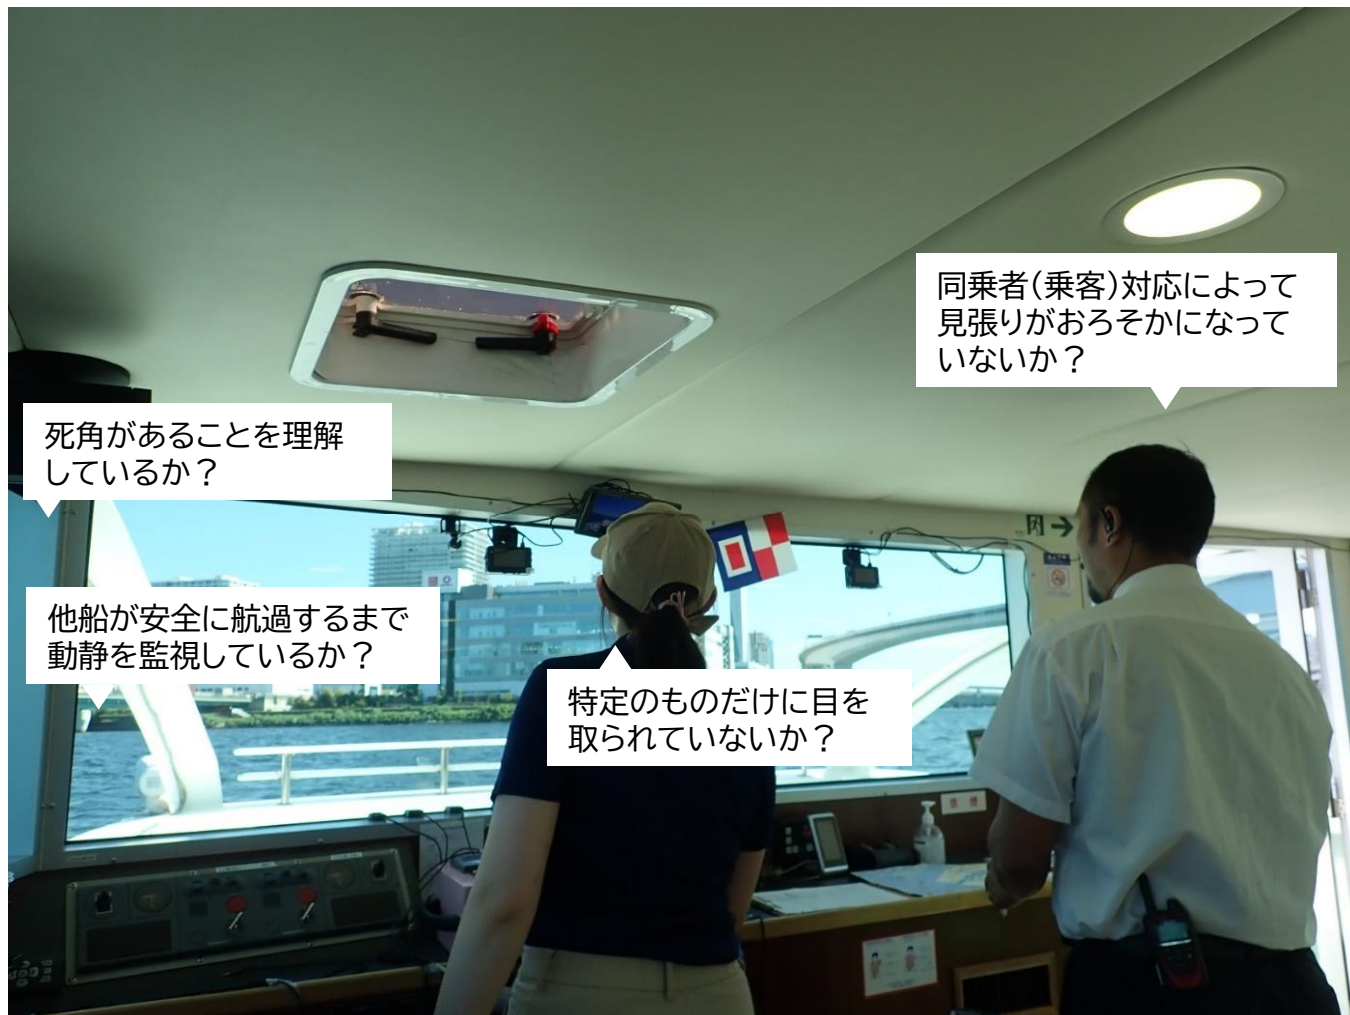 同乗者(乗客)対応によって
見張りがおろそかになって
いないか？
死角があることを理解
しているか？
他船が安全に航過するまで
動静を監視しているか？
特定のものだけに目を
取られていないか？